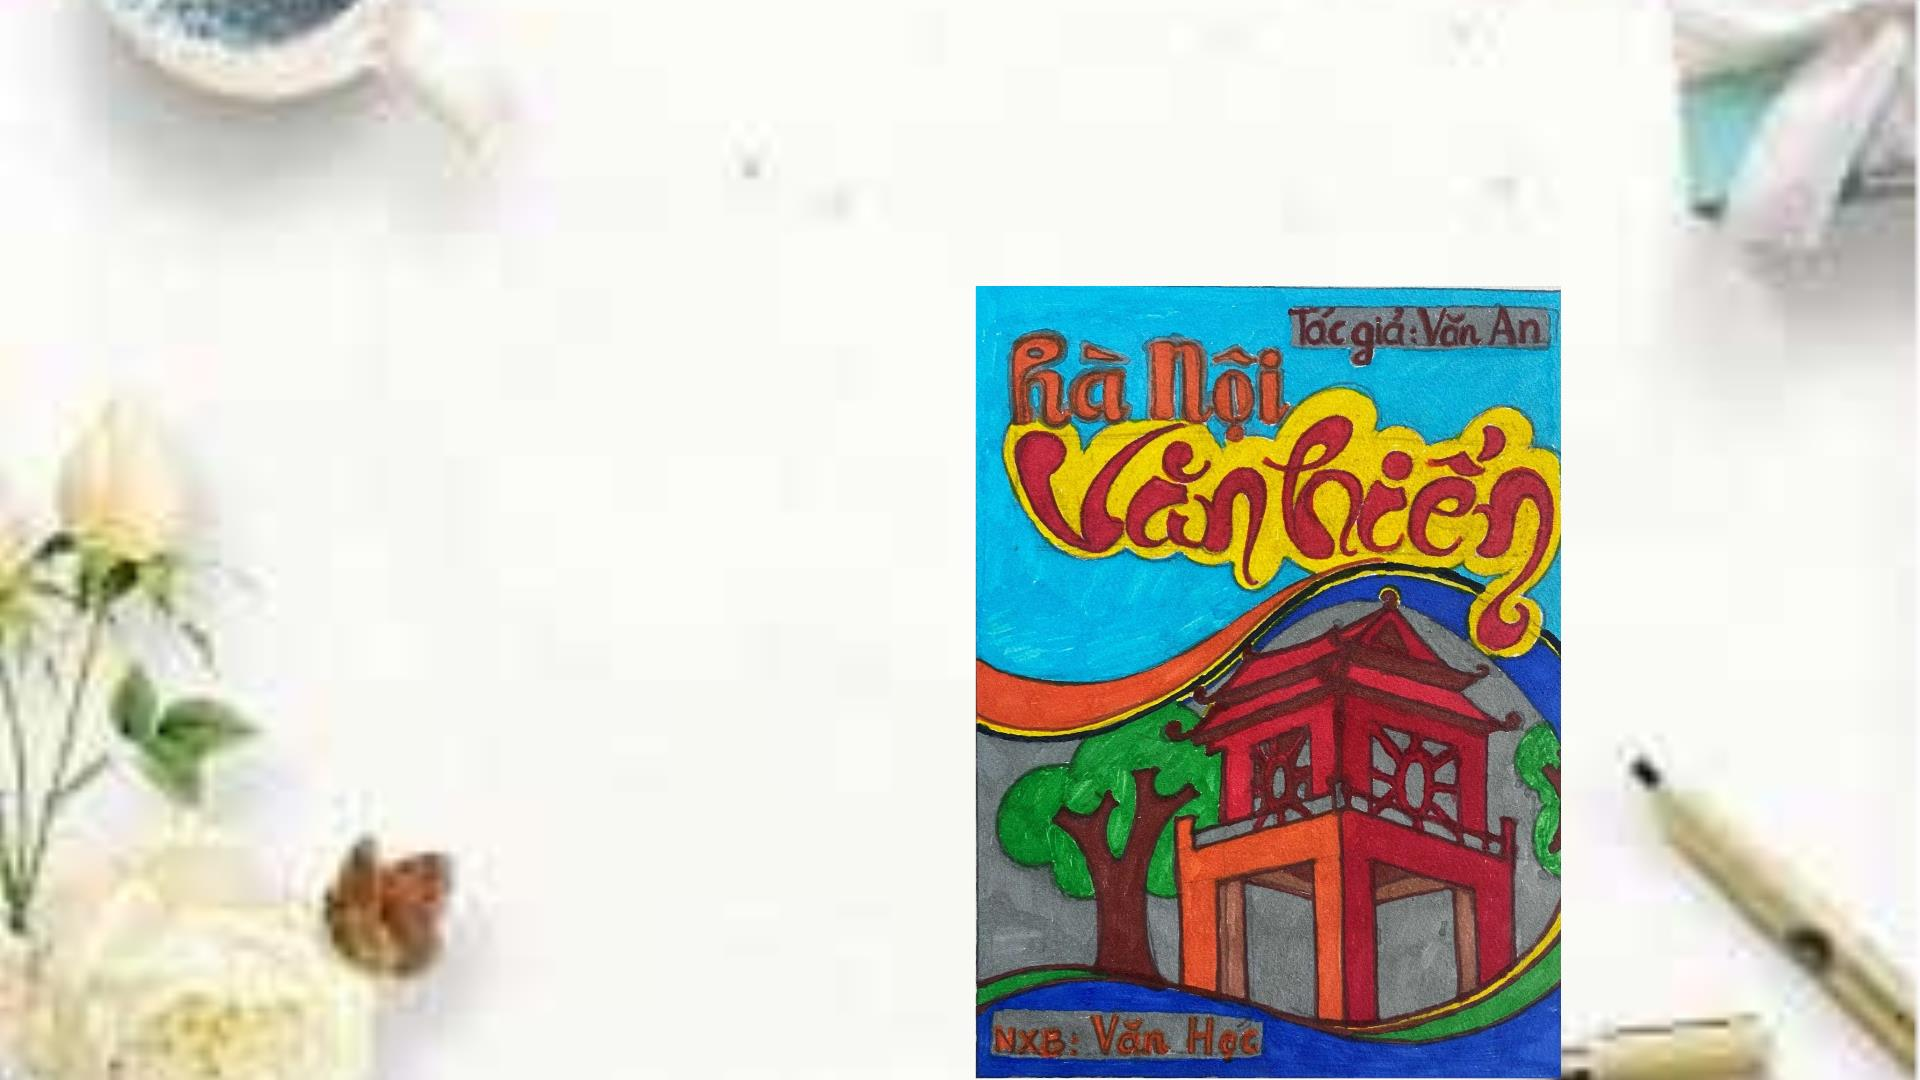 Tác giả: Văn An
hà Nội
Văn hiến
NXB: Văn Học